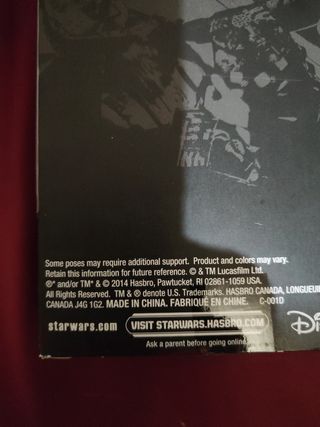 Some poses may require additional support. Product and colors may vary.
Retain this information for future reference. © & TM Lucasfilm Ltd.
®* and/or TM* & © 2014 Hasbro, Pawtucket, RI 02861-1059 USA.
All Rights Reserved. TM & ® denote U.S. Trademarks. HASBRO CANADA, LONGUEUI
CANADA J4G 1G2. MADE IN CHINA. FABRIQUÉ EN CHINE. C-001D
starwars.com VISIT STARWARS.HASBRO.COM Dis
Ask a parent before going online.